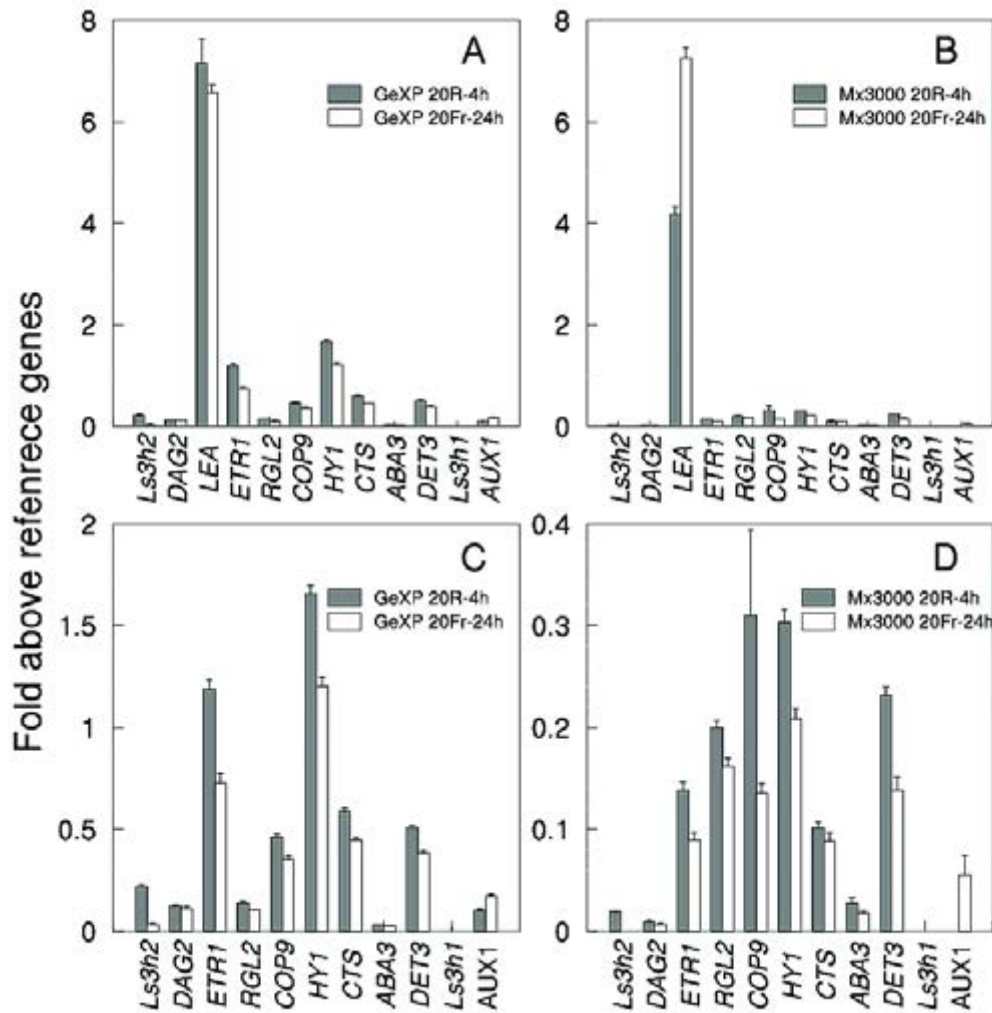 Fold above referenrece genes
A
GeXP 20R-4h
GeXP 20Fr-24h
8
6
4
2
0
Ls3h2 DAG2 LEA ETR1 RGL2 COP9 HY1 CTS ABA3 DET3 Ls3h1 AUX1
B
Mx3000 20R-4h
Mx3000 20Fr-24h
8
6
4
2
0
Ls3h2 DAG2 LEA ETR1 RGL2 COP9 HY1 CTS ABA3 DET3 Ls3h1 AUX1
C
GeXP 20R-4h
GeXP 20Fr-24h
2
1.5
1
0.5
0
Ls3h2 DAG2 ETR1 RGL2 COP9 HY1 CTS ABA3 DET3 Ls3h1 AUX1
D
Mx3000 20R-4h
Mx3000 20Fr-24h
0.4
0.3
0.2
0.1
0
Ls3h2 DAG2 ETR1 RGL2 COP9 HY1 CTS ABA3 DET3 Ls3h1 AUX1